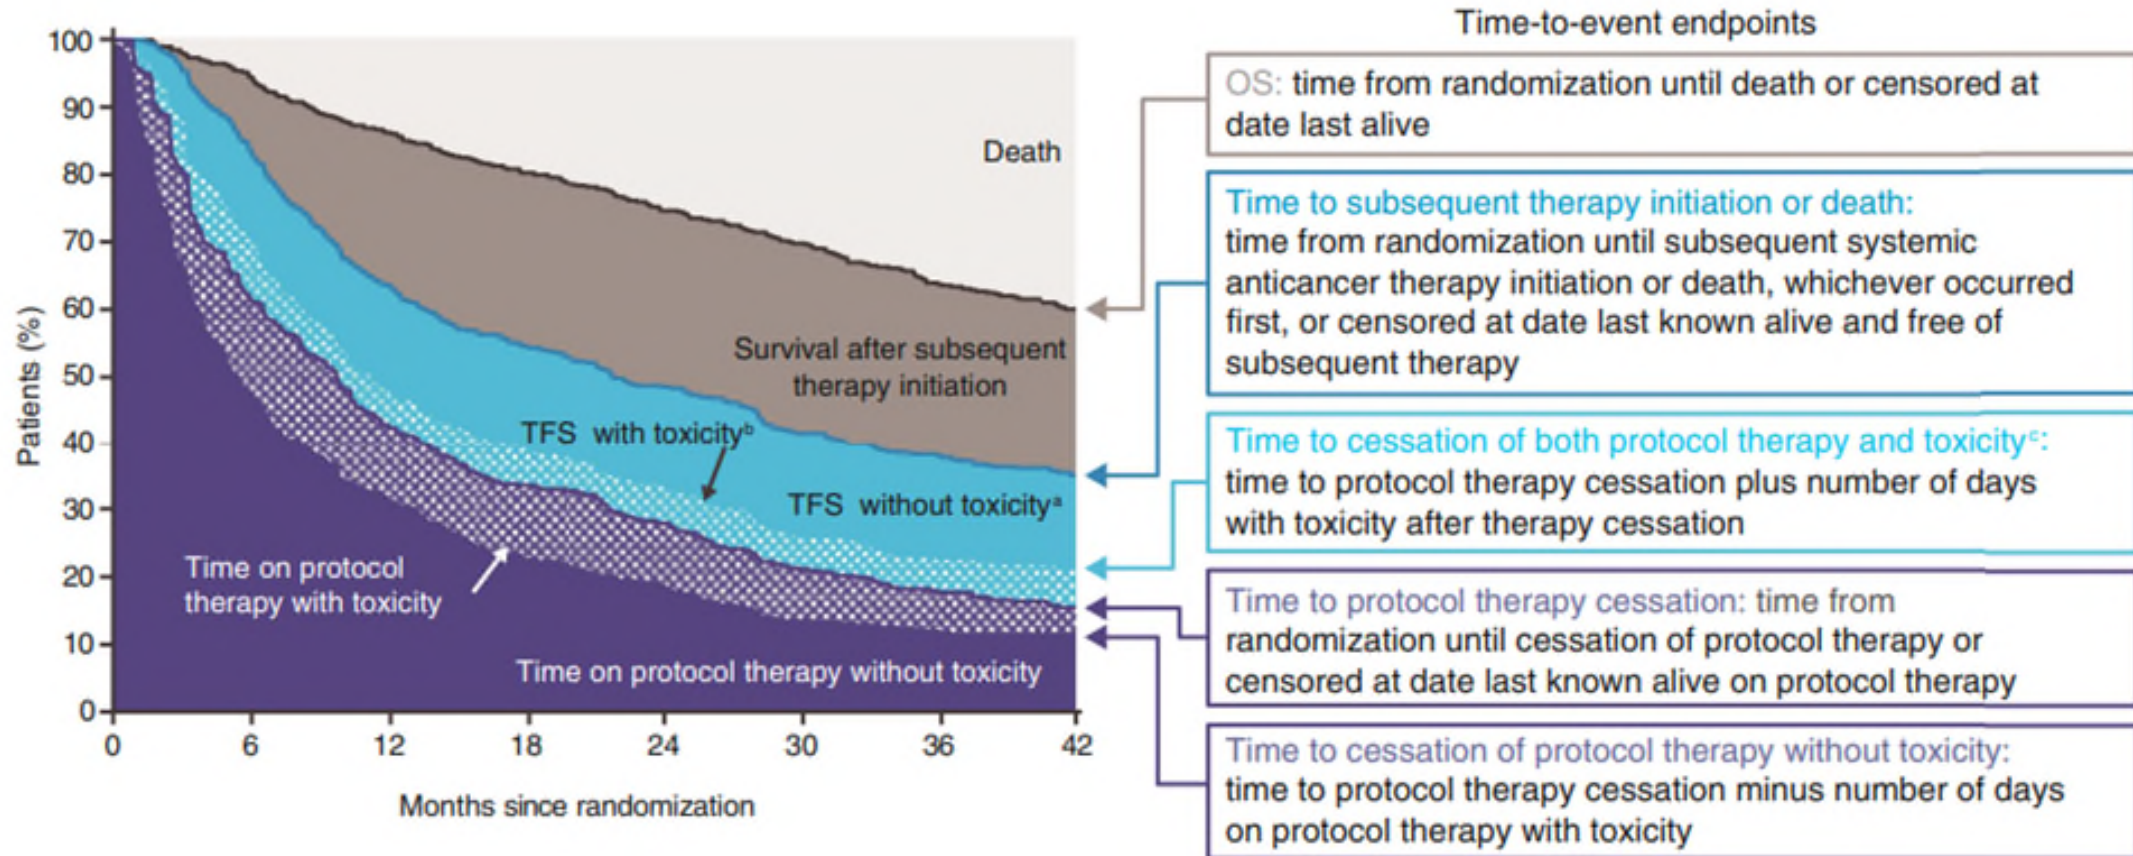 Time-to-event endpoints
100
90
80
70
60
50
40
30
20
10
0
Patients (%)
0
6
12
18
24
30
36
42
Months since randomization
Death
Survival after subsequent
therapy initiation
TFS with toxicityᵇ
TFS without toxicityᵃ
Time on protocol
therapy with toxicity
Time on protocol therapy without toxicity
OS: time from randomization until death or censored at
date last alive
Time to subsequent therapy initiation or death:
time from randomization until subsequent systemic
anticancer therapy initiation or death, whichever occurred
first, or censored at date last known alive and free of
subsequent therapy
Time to cessation of both protocol therapy and toxicityᶜ:
time to protocol therapy cessation plus number of days
with toxicity after therapy cessation
Time to protocol therapy cessation: time from
randomization until cessation of protocol therapy or
censored at date last known alive on protocol therapy
Time to cessation of protocol therapy without toxicity:
time to protocol therapy cessation minus number of days
on protocol therapy with toxicity